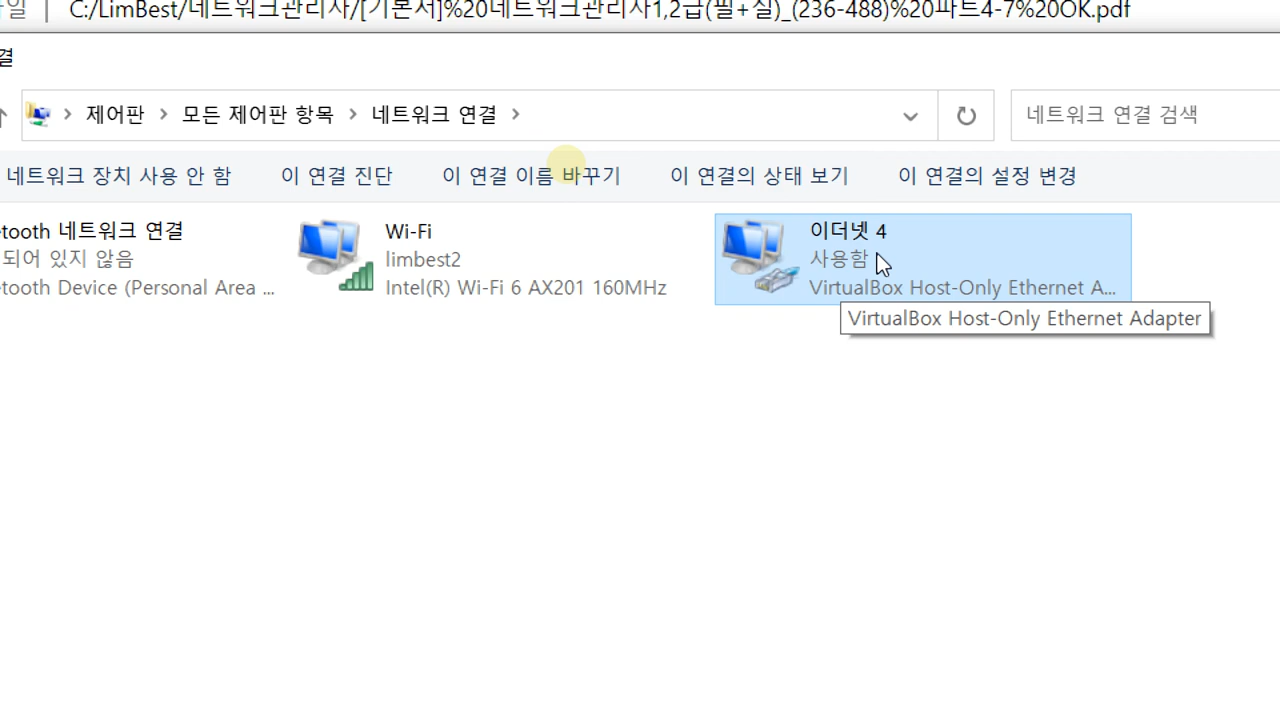 일 C:/LimBest/네트워크관리사/[기본서]%20네트워크관리사1,2급(필+실)_(236-488)%20파트4-7%20OK.pdf
결
제어판 모든 제어판 항목 네트워크 연결
네트워크 연결 검색
네트워크 장치 사용 안 함 이 연결 진단 이 연결 이름 바꾸기 이 연결의 상태 보기 이 연결의 설정 변경
etooth 네트워크 연결
되어 있지 않음
etooth Device (Personal Area ...
Wi-Fi
limbest2
Intel(R) Wi-Fi 6 AX201 160MHz
이더넷 4
사용함
VirtualBox Host-Only Ethernet A...
VirtualBox Host-Only Ethernet Adapter